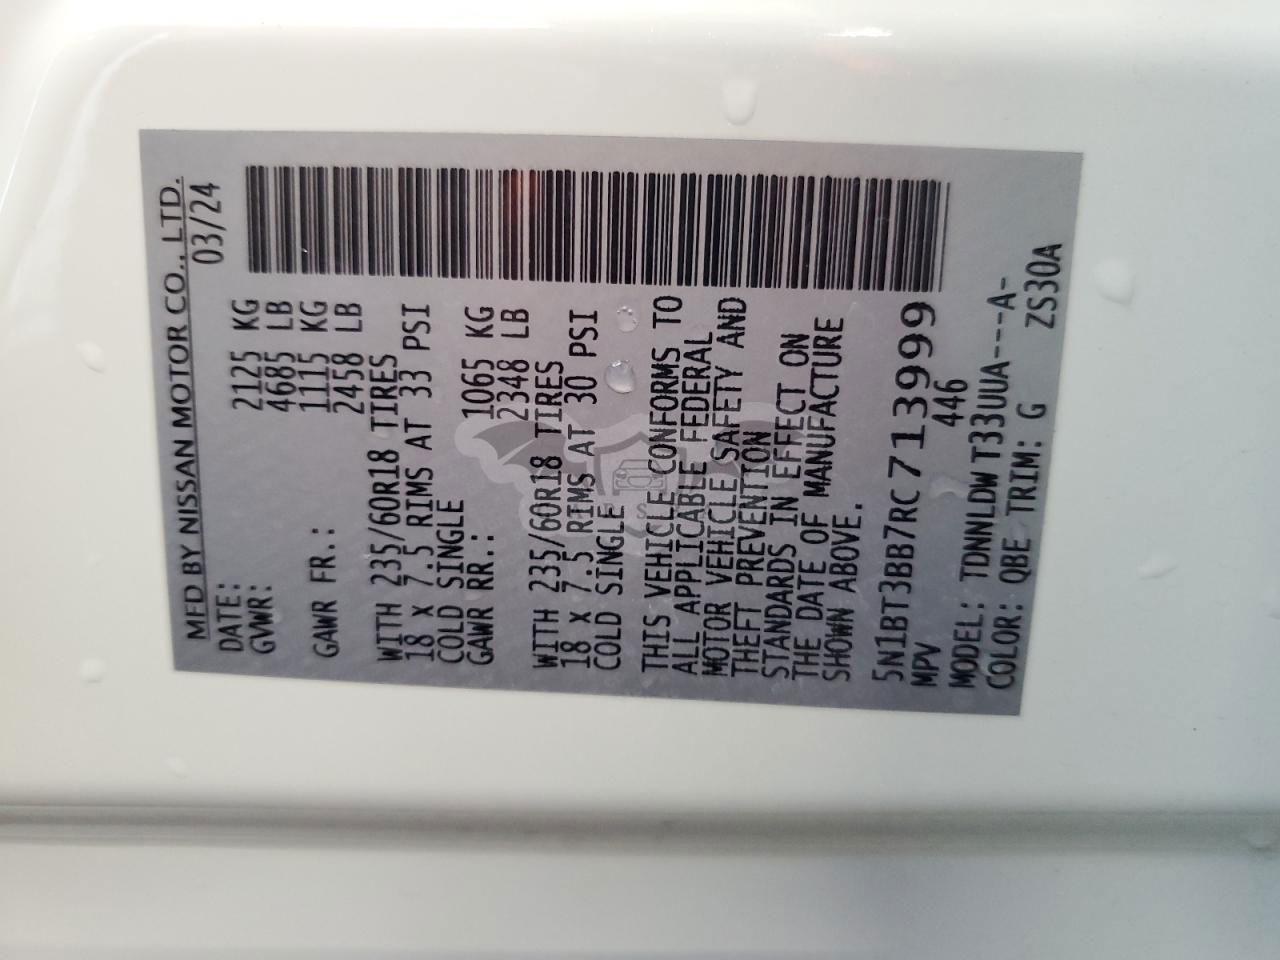 MFD BY NISSAN MOTOR CO., LTD.
DATE: 03/24
GVWR: 2125 KG
4685 LB
GAWR FR.: 1115 KG
2458 LB
WITH 235/60R18 TIRES
18 X 7.5 RIMS AT 33 PSI
COLD SINGLE
GAWR RR.: 1065 KG
2348 LB
WITH 235/60R18 TIRES
18 X 7.5 RIMS AT 30 PSI
COLD SINGLE
THIS VEHICLE CONFORMS TO
ALL APPLICABLE FEDERAL
MOTOR VEHICLE SAFETY AND
THEFT PREVENTION
STANDARDS IN EFFECT ON
THE DATE OF MANUFACTURE
SHOWN ABOVE.
5N1BT3BB7RC713999
MPV 446
MODEL: TDNNLDW T33UUA---A-
COLOR: QBE TRIM: G ZS30A